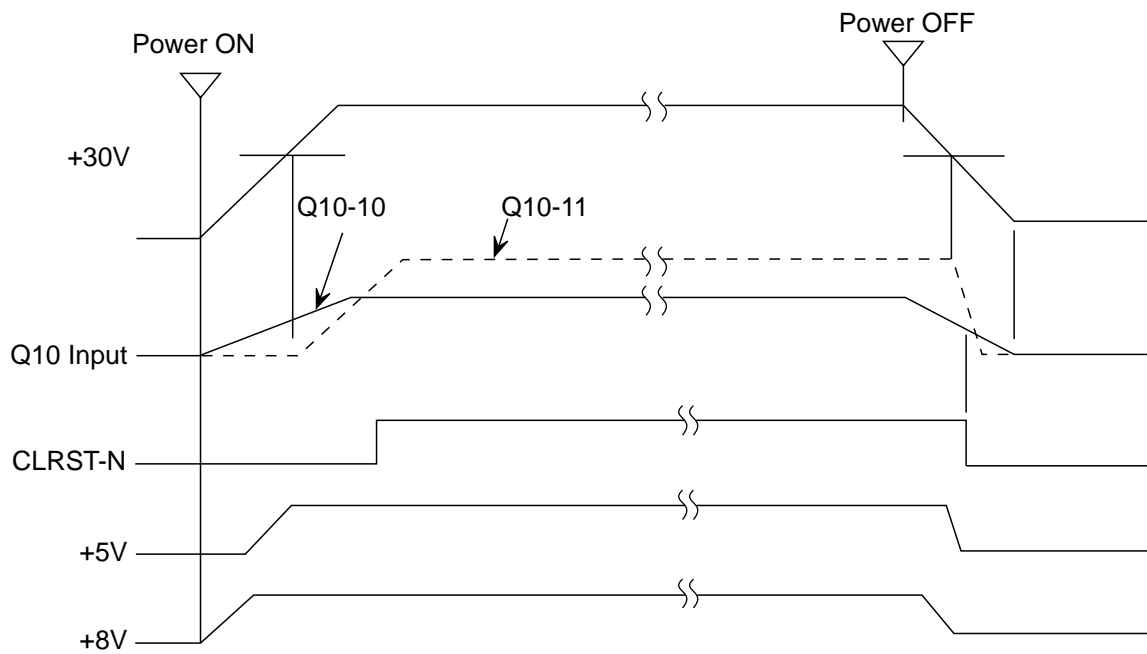 Power ON
Power OFF
+30V
Q10-10
Q10-11
Q10 Input
CLRST-N
+5V
+8V